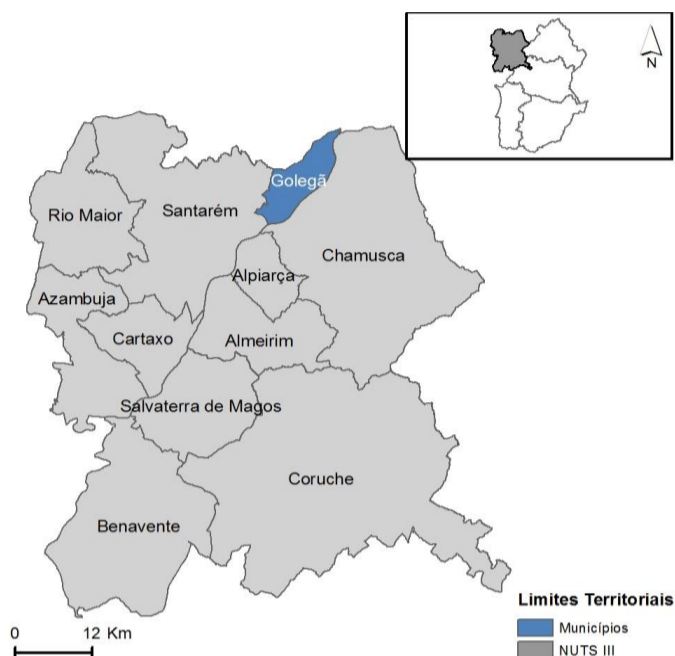 N
Golegã
Rio Maior
Santarém
Chamusca
Alpiarça
Azambuja
Cartaxo
Almeirim
Salvaterra de Magos
Coruche
Benavente
Limites Territoriais
0 12 Km
Municípios
NUTS III